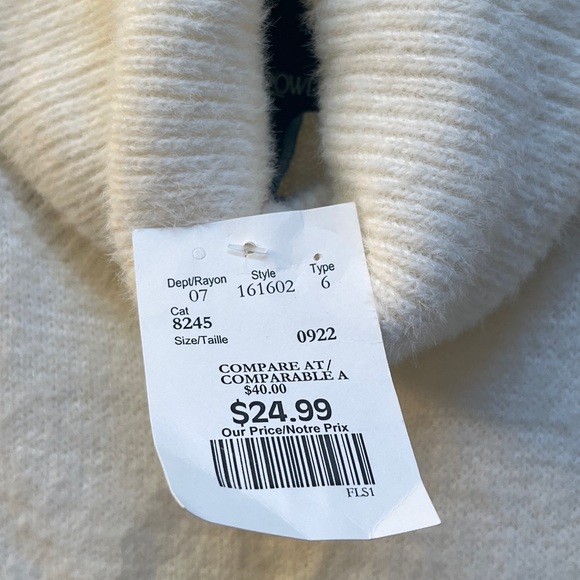 Dept/Rayon Style Type
07 161602 6
Cat
8245
Size/Taille 0922
COMPARE AT/
COMPARABLE A
$40.00
$24.99
Our Price/Notre Prix
FLS1